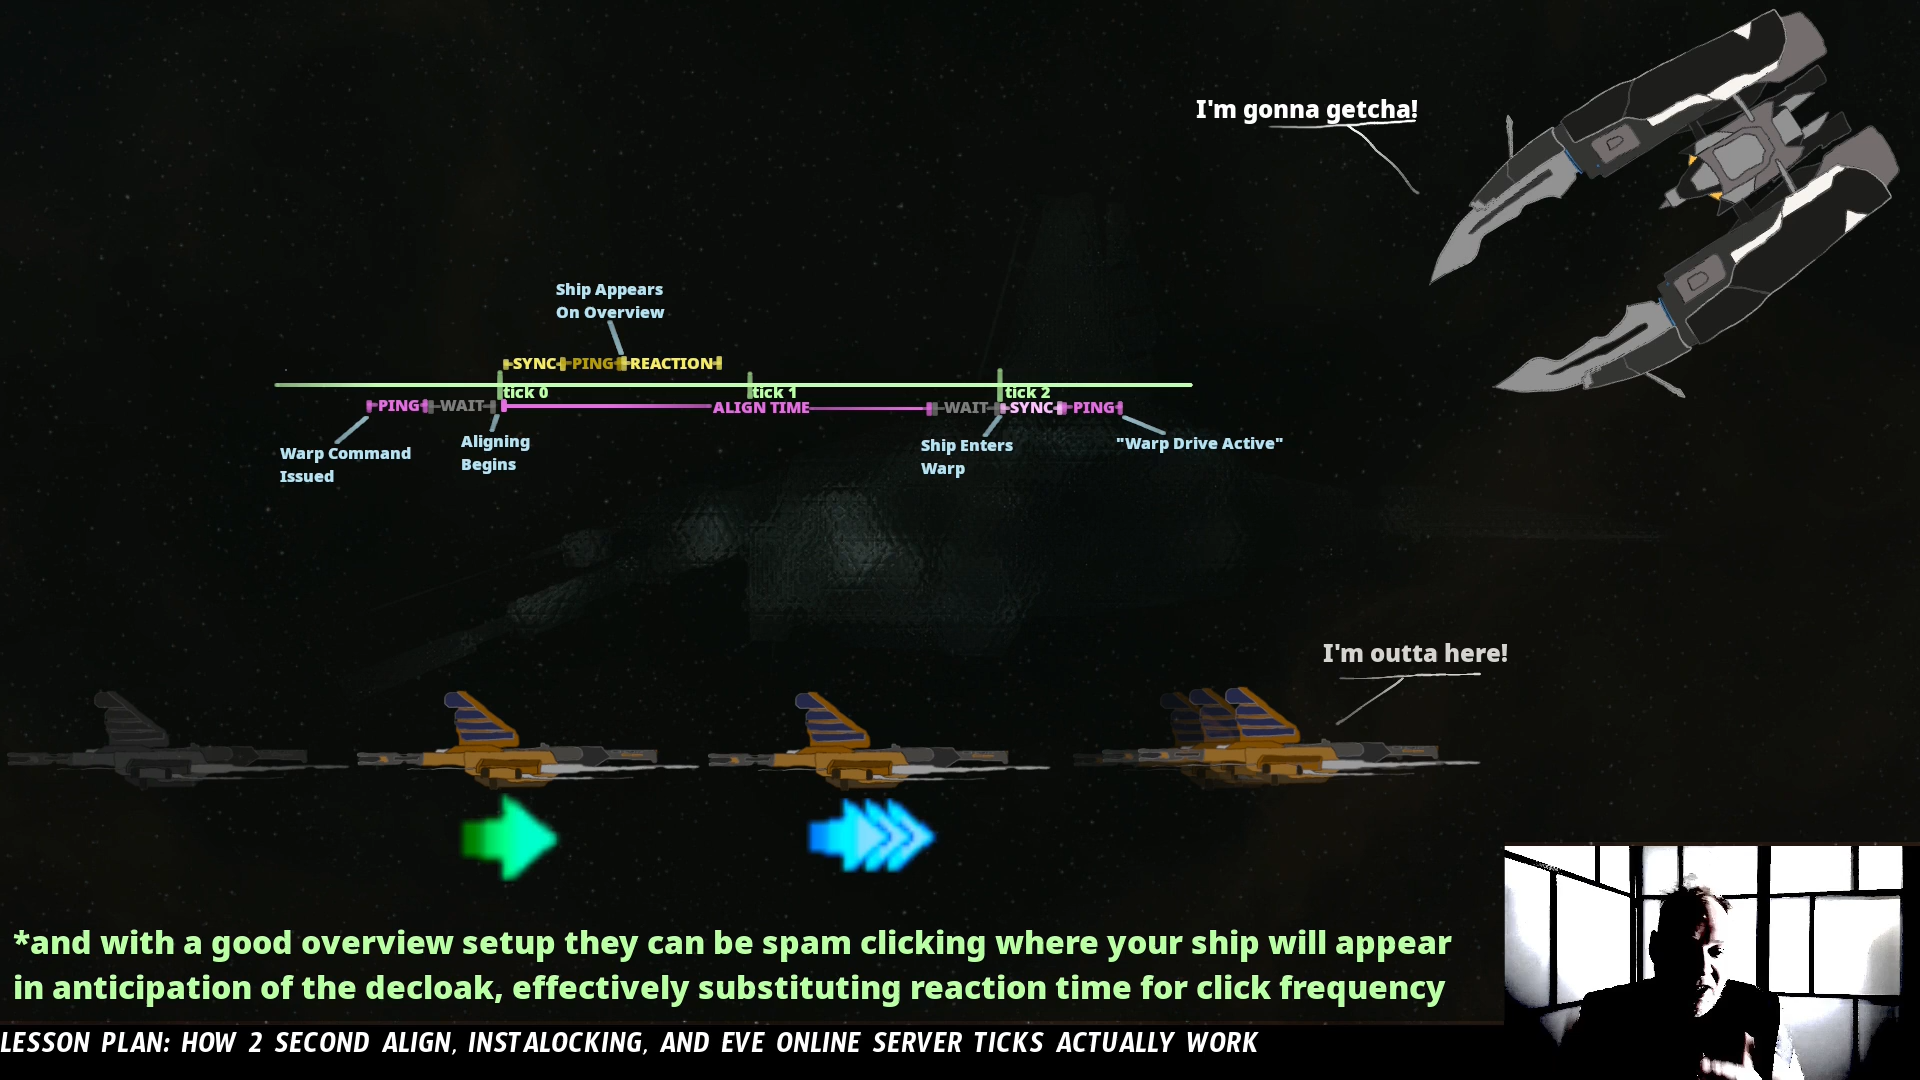 I'm gonna getcha!
Ship Appears
On Overview
SYNC PING REACTION
tick 0 tick 1 tick 2
PING WAIT ALIGN TIME WAIT SYNC PING
Warp Command
Issued
Aligning
Begins
Ship Enters
Warp
"Warp Drive Active"
I'm outta here!
*and with a good overview setup they can be spam clicking where your ship will appear
in anticipation of the decloak, effectively substituting reaction time for click frequency
LESSON PLAN: HOW 2 SECOND ALIGN, INSTALOCKING, AND EVE ONLINE SERVER TICKS ACTUALLY WORK